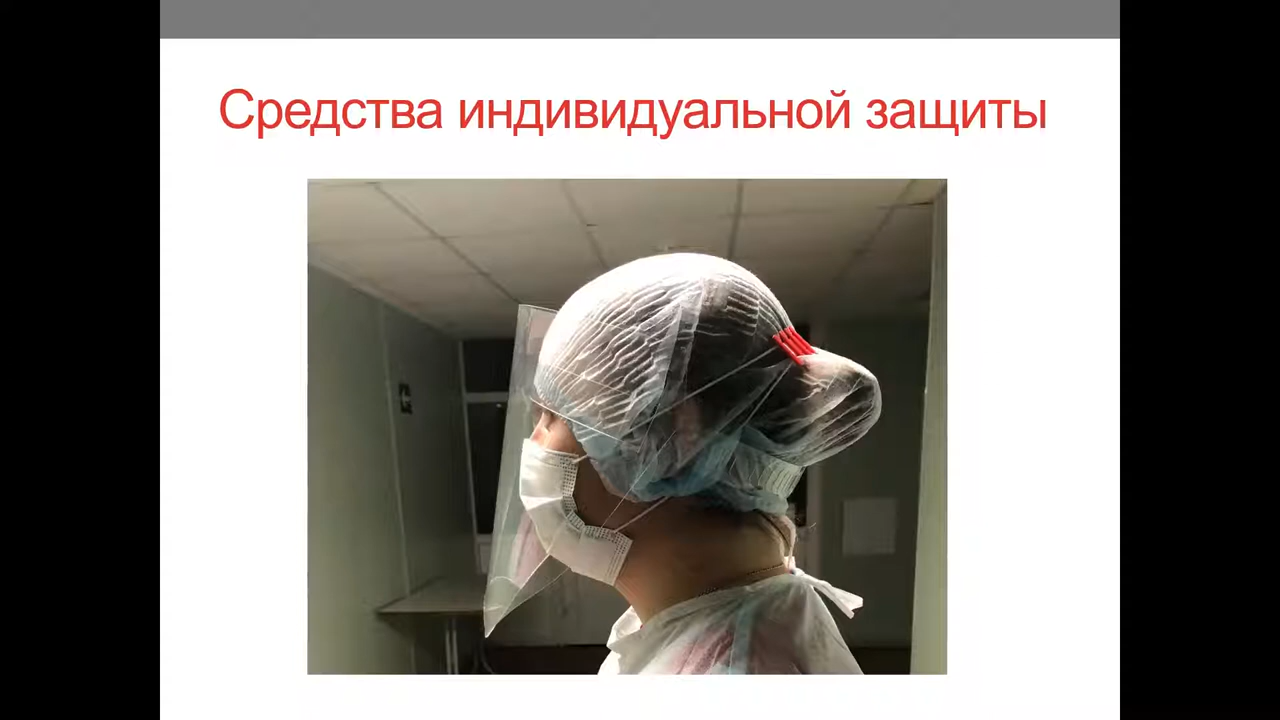 Средства индивидуальной защиты